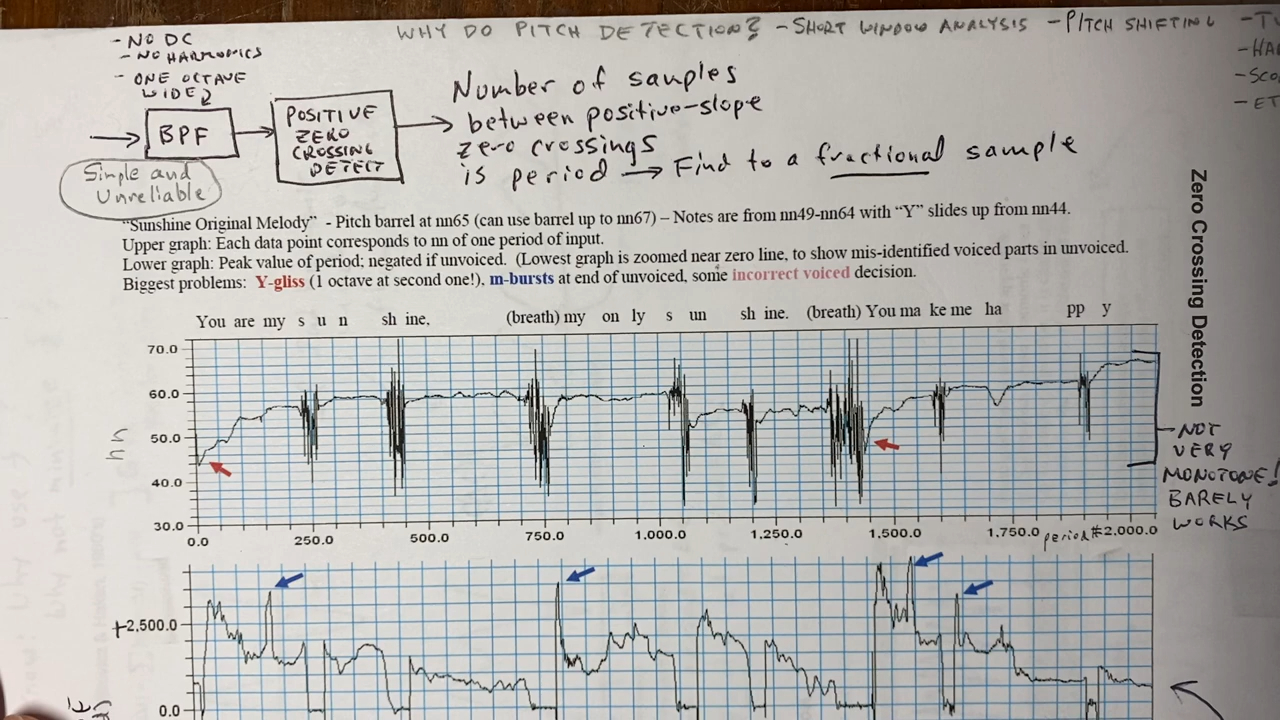 WHY DO PITCH DETECTION? - SHORT WINDOW ANALYSIS - PITCH SHIFTING
- NO DC
- NO HARMONICS
- ONE OCTAVE
WIDE
BPF
POSITIVE
ZERO
CROSSING
DETECT
Number of samples
between positive-slope
zero crossings
is period → Find to a fractional sample
Simple and
Unreliable
"Sunshine Original Melody" - Pitch barrel at nn65 (can use barrel up to nn67) – Notes are from nn49-nn64 with "Y" slides up from nn44.
Upper graph: Each data point corresponds to nn of one period of input.
Lower graph: Peak value of period; negated if unvoiced. (Lowest graph is zoomed near zero line, to show mis-identified voiced parts in unvoiced.
Biggest problems: Y-gliss (1 octave at second one!), m-bursts at end of unvoiced, some incorrect voiced decision.
Zero Crossing Detection
You are my s u n sh ine, (breath) my on ly s un sh ine. (breath) You ma ke me ha pp y
70.0
60.0
50.0
40.0
30.0
nn
0.0 250.0 500.0 750.0 1.000.0 1.250.0 1.500.0 1.750.0 period # 2,000.0
- NOT
VERY
MONOTONE!
BARELY
WORKS
+2,500.0
0.0